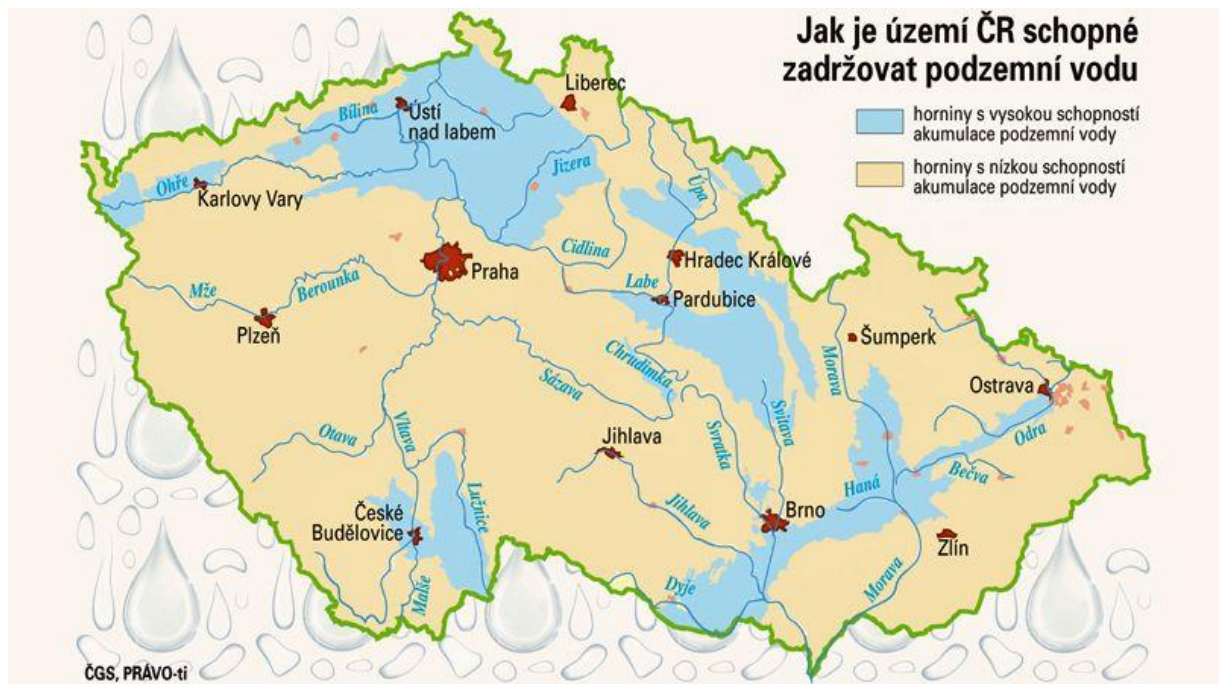 Jak je území ČR schopné
zadržovat podzemní vodu
horniny s vysokou schopností
akumulace podzemní vody
horniny s nízkou schopností
akumulace podzemní vody
Liberec
Bílina
Ústí
nad labem
Jizera
Ohře
Karlovy Vary
Úpa
Cidlina
Hradec Králové
Praha
Labe
Mže
Berounka
Pardubice
Plzeň
Šumperk
Chrudimka
Morava
Sázava
Ostrava
Svitava
Odra
Otava
Vltava
Jihlava
Svratka
Bečva
Haná
Lužnice
Jihlava
Brno
České
Budělovice
Zlín
Dyje
Morava
Malše
ČGS, PRÁVO-ti